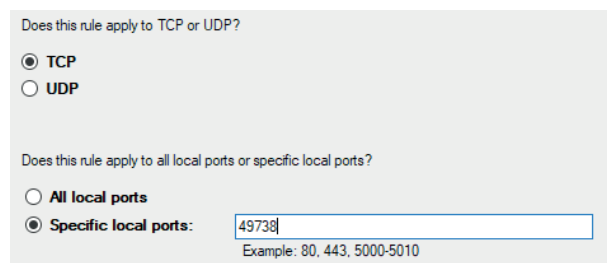 Does this rule apply to TCP or UDP?
TCP
UDP
Does this rule apply to all local ports or specific local ports?
All local ports
Specific local ports: 49738
Example: 80, 443, 5000-5010